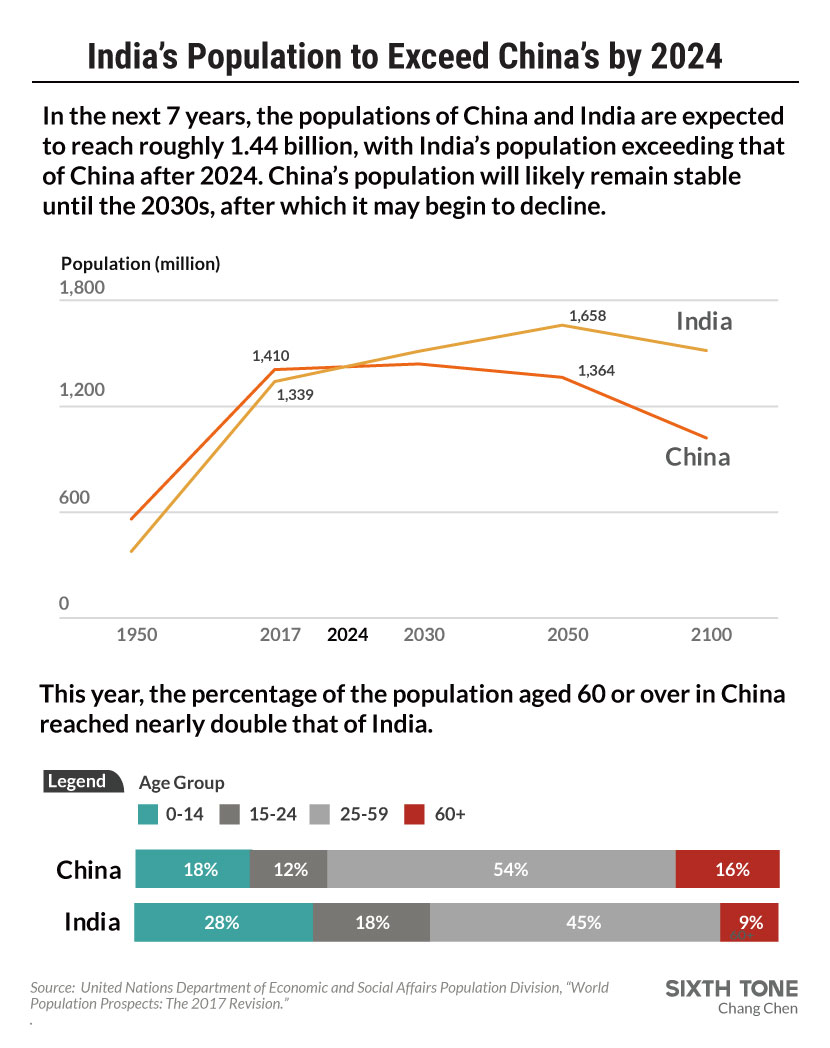 India’s Population to Exceed China’s by 2024
In the next 7 years, the populations of China and India are expected
to reach roughly 1.44 billion, with India’s population exceeding that
of China after 2024. China’s population will likely remain stable
until the 2030s, after which it may begin to decline.
Population (million)
1,800
1,658
India
1,410
1,364
1,200
1,339
China
600
0
1950 2017 2024 2030 2050 2100
This year, the percentage of the population aged 60 or over in China
reached nearly double that of India.
Legend Age Group
0-14 15-24 25-59 60+
China 18% 12% 54% 16%
India 28% 18% 45% 9%
Source: United Nations Department of Economic and Social Affairs Population Division, “World
Population Prospects: The 2017 Revision.”
.
SIXTH TONE
Chang Chen